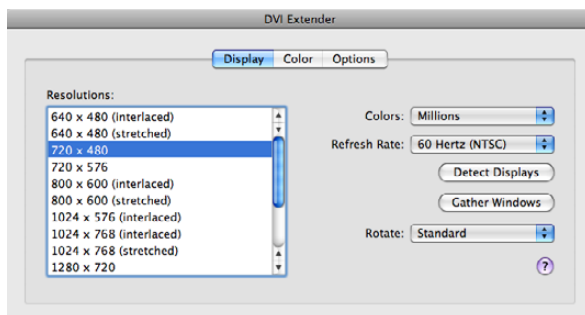 DVI Extender
Display Color Options
Resolutions:
640 x 480 (interlaced)
640 x 480 (stretched)
720 x 480
720 x 576
800 x 600 (interlaced)
800 x 600 (stretched)
1024 x 576 (interlaced)
1024 x 768 (interlaced)
1024 x 768 (stretched)
1280 x 720
Colors: Millions
Refresh Rate: 60 Hertz (NTSC)
Detect Displays
Gather Windows
Rotate: Standard
?